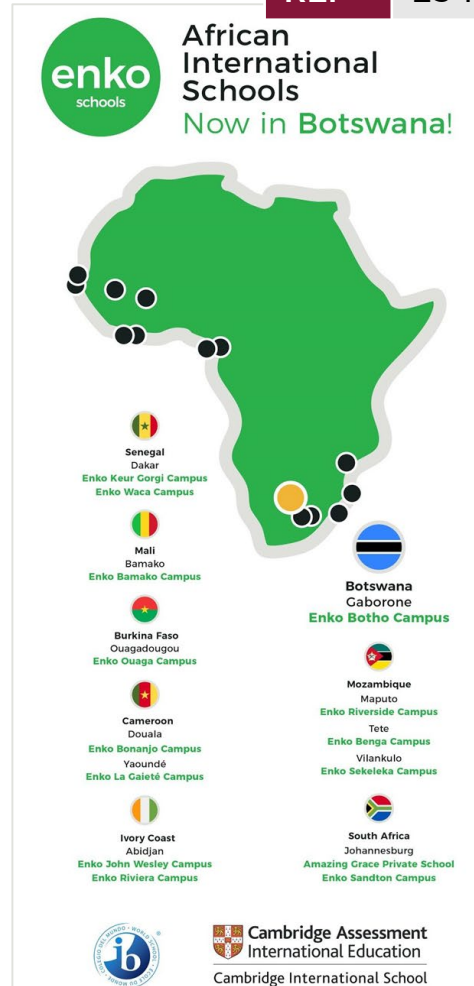 enko
schools
African
International
Schools
Now in Botswana!
Senegal
Dakar
Enko Keur Gorgi Campus
Enko Waca Campus
Mali
Bamako
Enko Bamako Campus
Burkina Faso
Ouagadougou
Enko Ouaga Campus
Cameroon
Douala
Enko Bonanjo Campus
Yaoundé
Enko La Gaieté Campus
Ivory Coast
Abidjan
Enko John Wesley Campus
Enko Riviera Campus
Botswana
Gaborone
Enko Botho Campus
Mozambique
Maputo
Enko Riverside Campus
Tete
Enko Benga Campus
Vilankulo
Enko Sekeleka Campus
South Africa
Johannesburg
Amazing Grace Private School
Enko Sandton Campus
ib
Cambridge Assessment
International Education
Cambridge International School